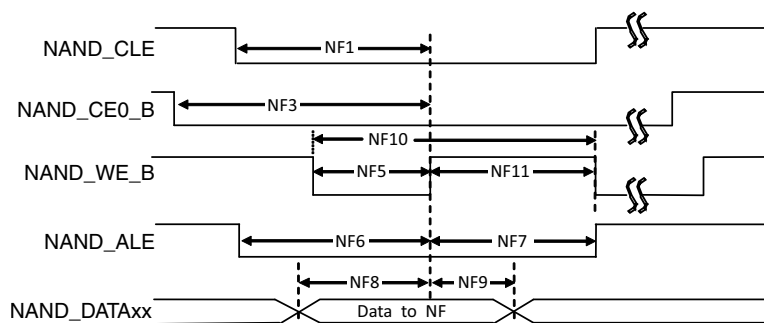 NAND_CLE
NF1
NAND_CE0_B
NF3
NF10
NAND_WE_B
NF5 NF11
NAND_ALE
NF6 NF7
NF8 NF9
NAND_DATAxx
Data to NF